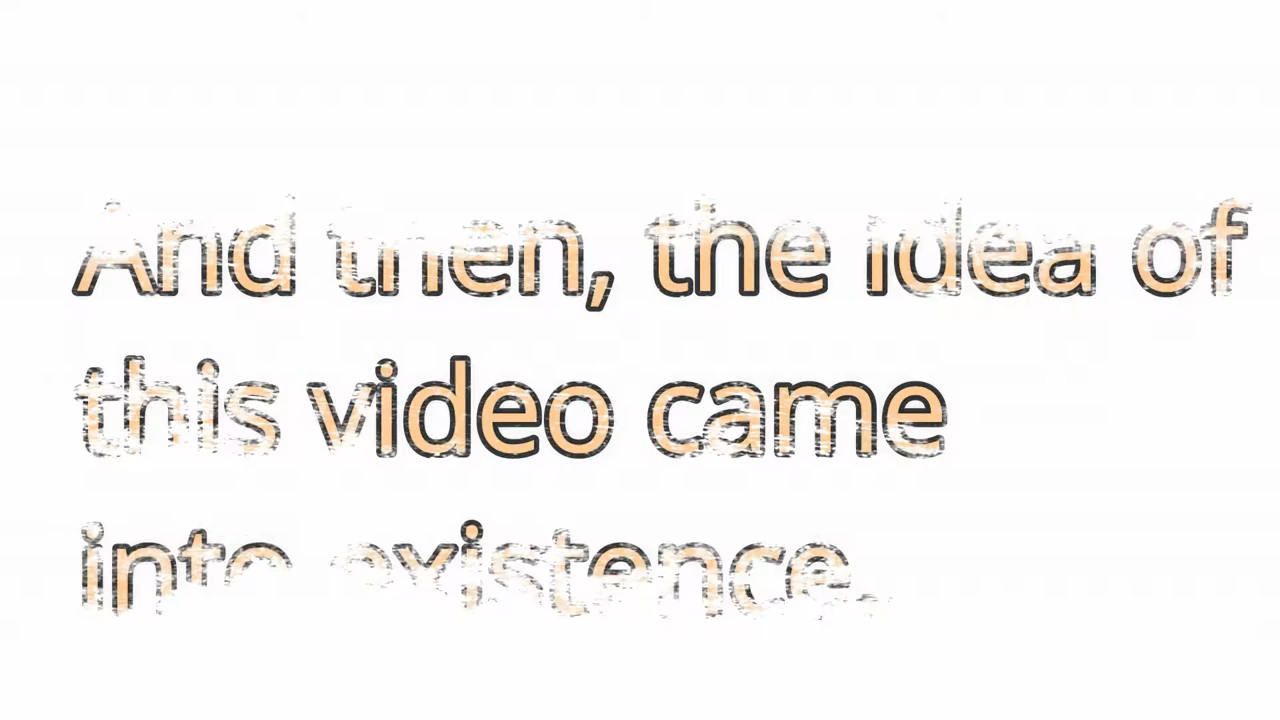 And then, the idea of
this video came
into existence.